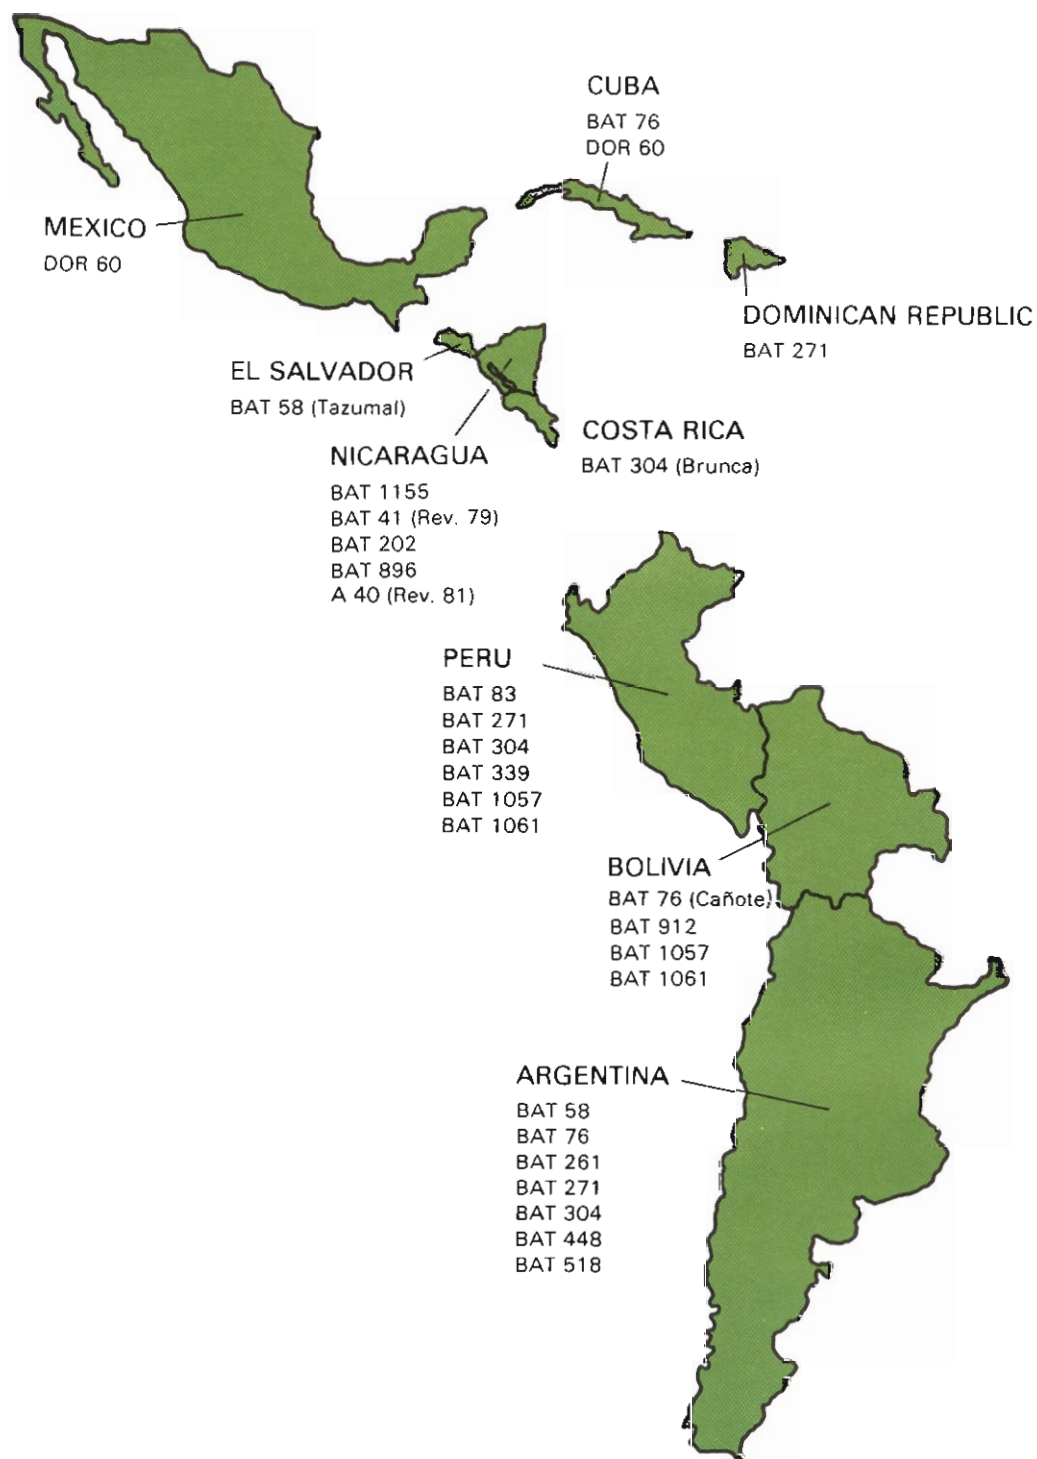 CUBA
BAT 76
DOR 60
MEXICO
DOR 60
DOMINICAN REPUBLIC
BAT 271
EL SALVADOR
BAT 58 (Tazumal)
COSTA RICA
BAT 304 (Brunca)
NICARAGUA
BAT 1155
BAT 41 (Rev. 79)
BAT 202
BAT 896
A 40 (Rev. 81)
PERU
BAT 83
BAT 271
BAT 304
BAT 339
BAT 1057
BAT 1061
BOLIVIA
BAT 76 (Cañote)
BAT 912
BAT 1057
BAT 1061
ARGENTINA
BAT 58
BAT 76
BAT 261
BAT 271
BAT 304
BAT 448
BAT 518